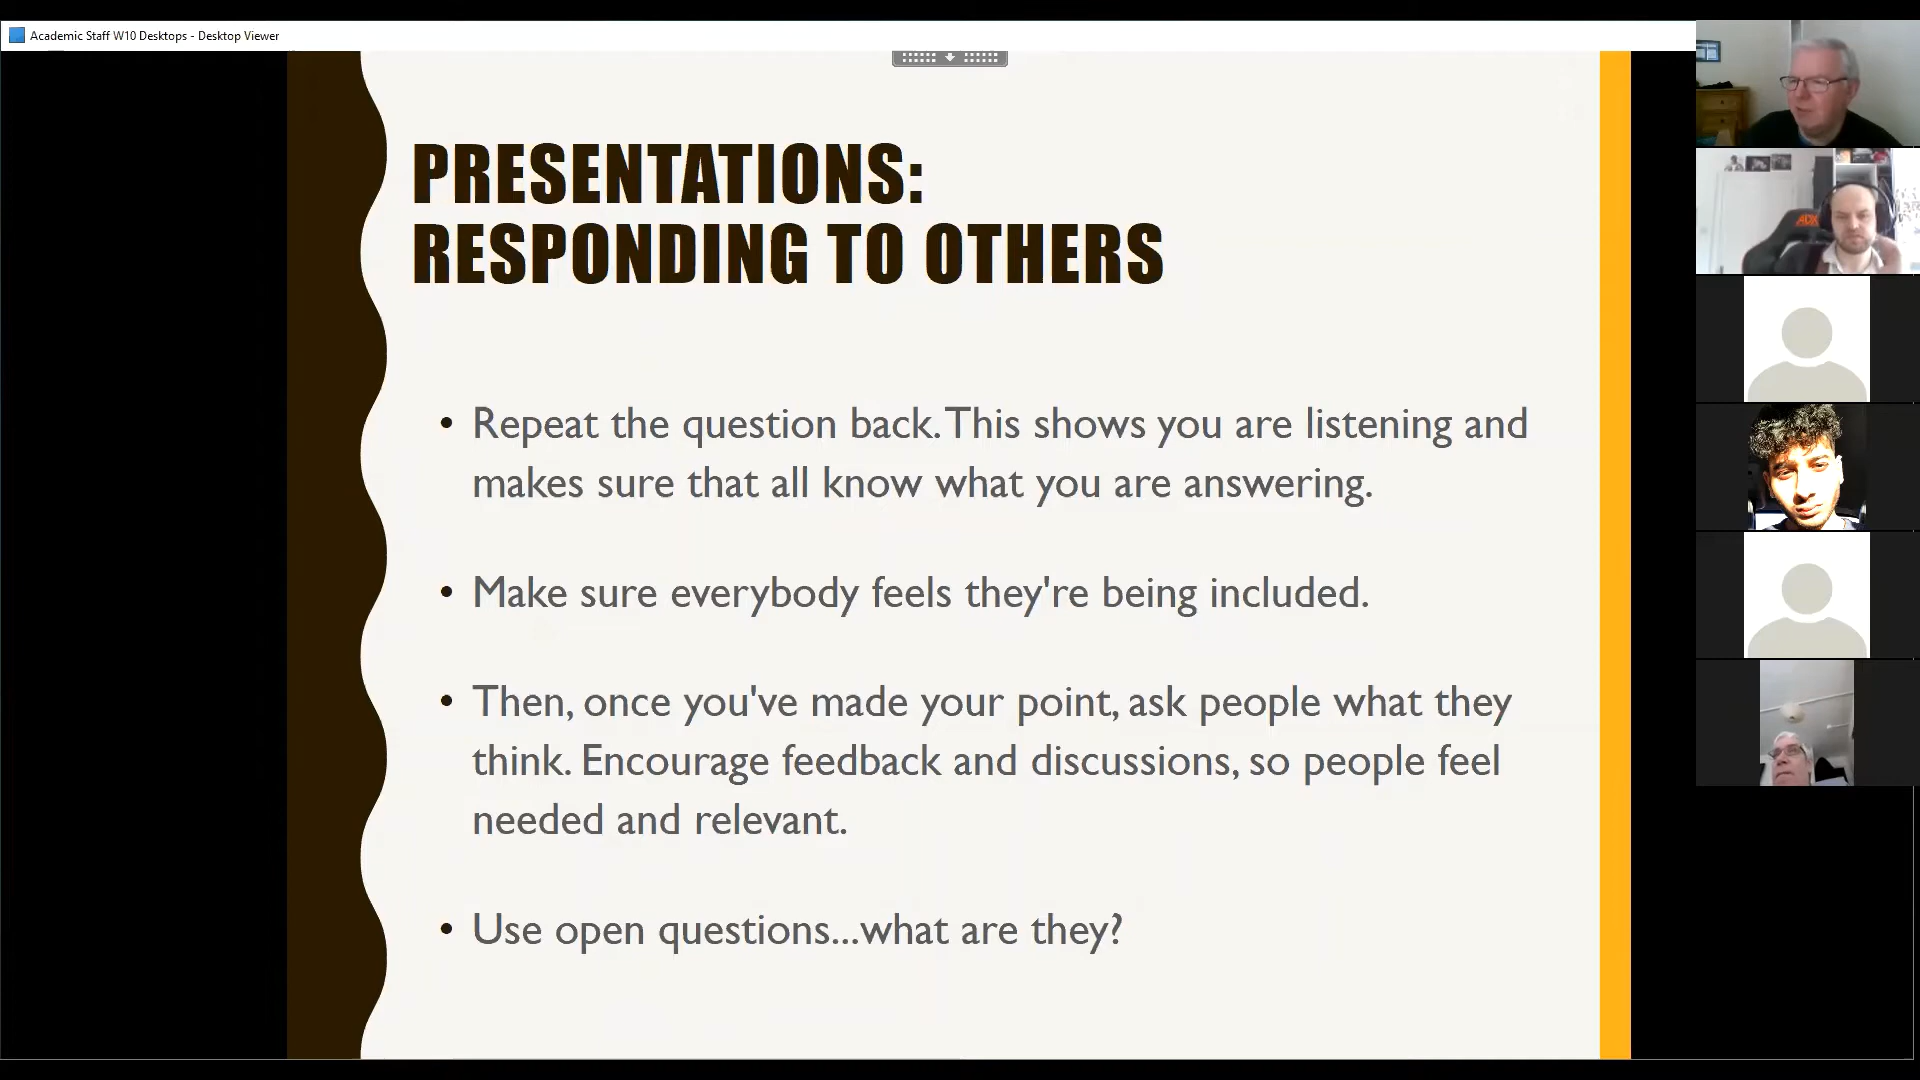 Academic Staff W10 Desktops - Desktop Viewer
PRESENTATIONS:
RESPONDING TO OTHERS
• Repeat the question back. This shows you are listening and
makes sure that all know what you are answering.
• Make sure everybody feels they're being included.
• Then, once you've made your point, ask people what they
think. Encourage feedback and discussions, so people feel
needed and relevant.
• Use open questions...what are they?
ADX